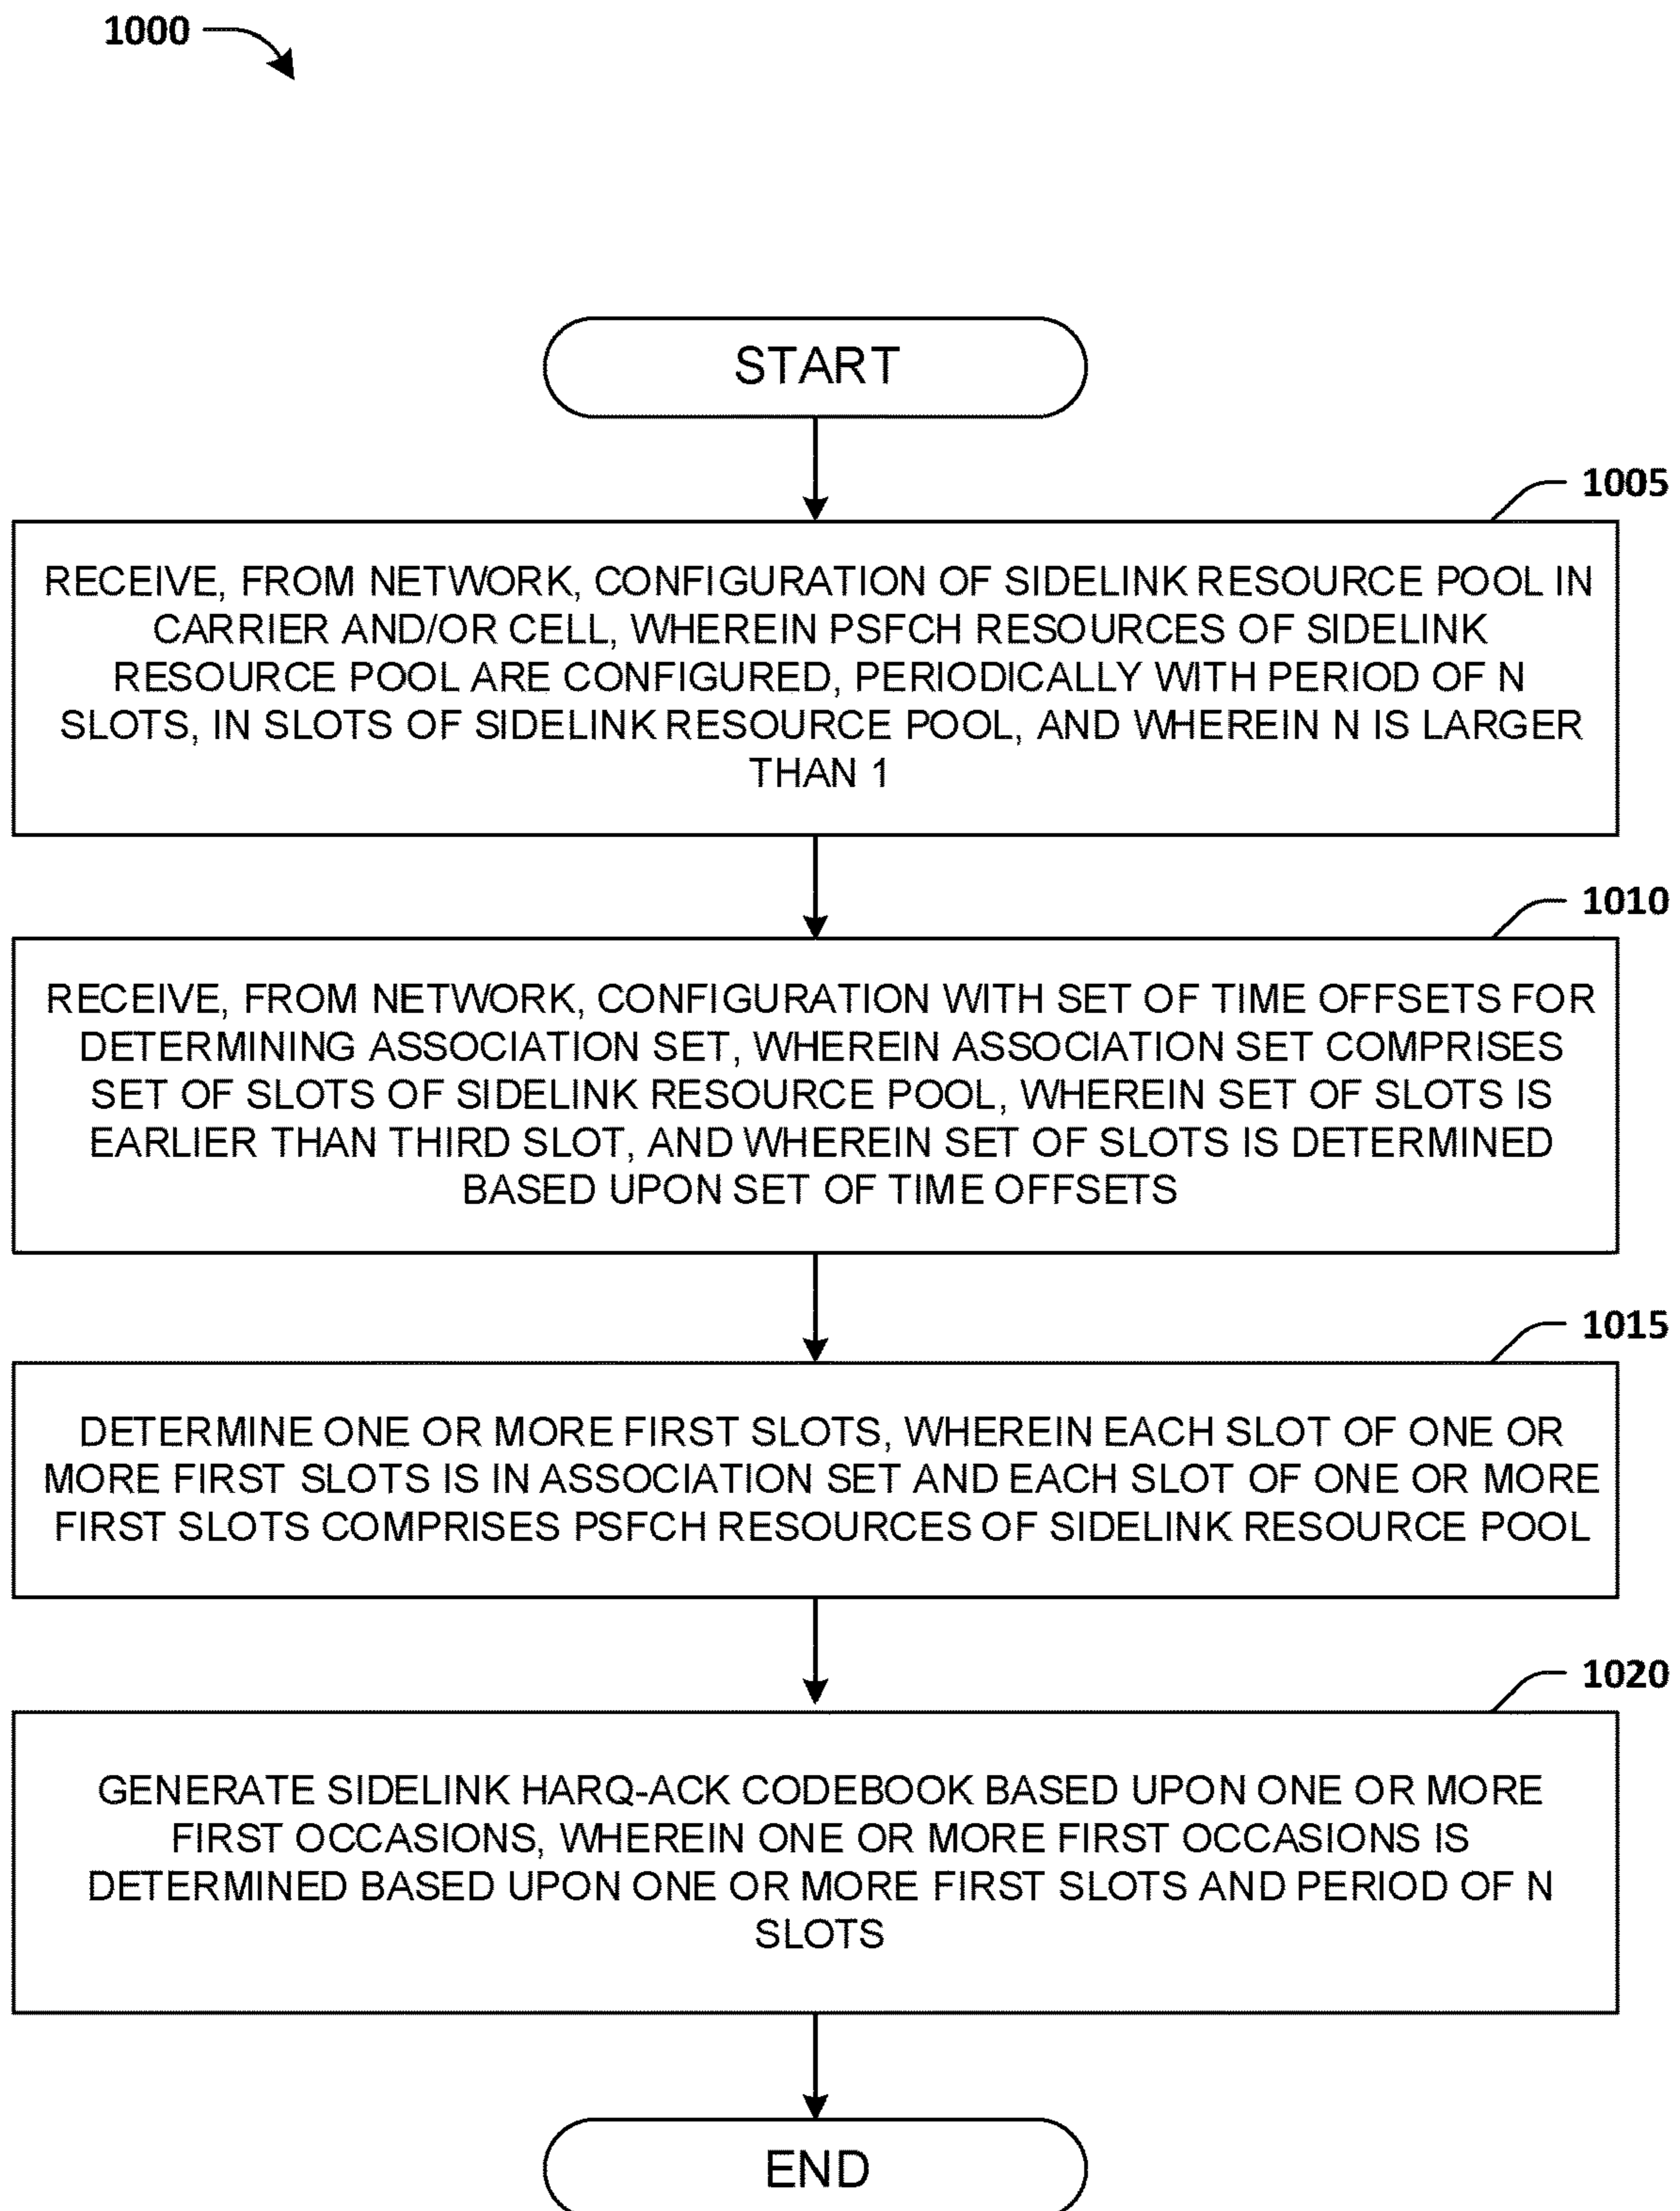 1000
START
1005
RECEIVE, FROM NETWORK, CONFIGURATION OF SIDELINK RESOURCE POOL IN
CARRIER AND/OR CELL, WHEREIN PSFCH RESOURCES OF SIDELINK
RESOURCE POOL ARE CONFIGURED, PERIODICALLY WITH PERIOD OF N
SLOTS, IN SLOTS OF SIDELINK RESOURCE POOL, AND WHEREIN N IS LARGER
THAN 1
1010
RECEIVE, FROM NETWORK, CONFIGURATION WITH SET OF TIME OFFSETS FOR
DETERMINING ASSOCIATION SET, WHEREIN ASSOCIATION SET COMPRISES
SET OF SLOTS OF SIDELINK RESOURCE POOL, WHEREIN SET OF SLOTS IS
EARLIER THAN THIRD SLOT, AND WHEREIN SET OF SLOTS IS DETERMINED
BASED UPON SET OF TIME OFFSETS
1015
DETERMINE ONE OR MORE FIRST SLOTS, WHEREIN EACH SLOT OF ONE OR
MORE FIRST SLOTS IS IN ASSOCIATION SET AND EACH SLOT OF ONE OR MORE
FIRST SLOTS COMPRISES PSFCH RESOURCES OF SIDELINK RESOURCE POOL
1020
GENERATE SIDELINK HARQ-ACK CODEBOOK BASED UPON ONE OR MORE
FIRST OCCASIONS, WHEREIN ONE OR MORE FIRST OCCASIONS IS
DETERMINED BASED UPON ONE OR MORE FIRST SLOTS AND PERIOD OF N
SLOTS
END